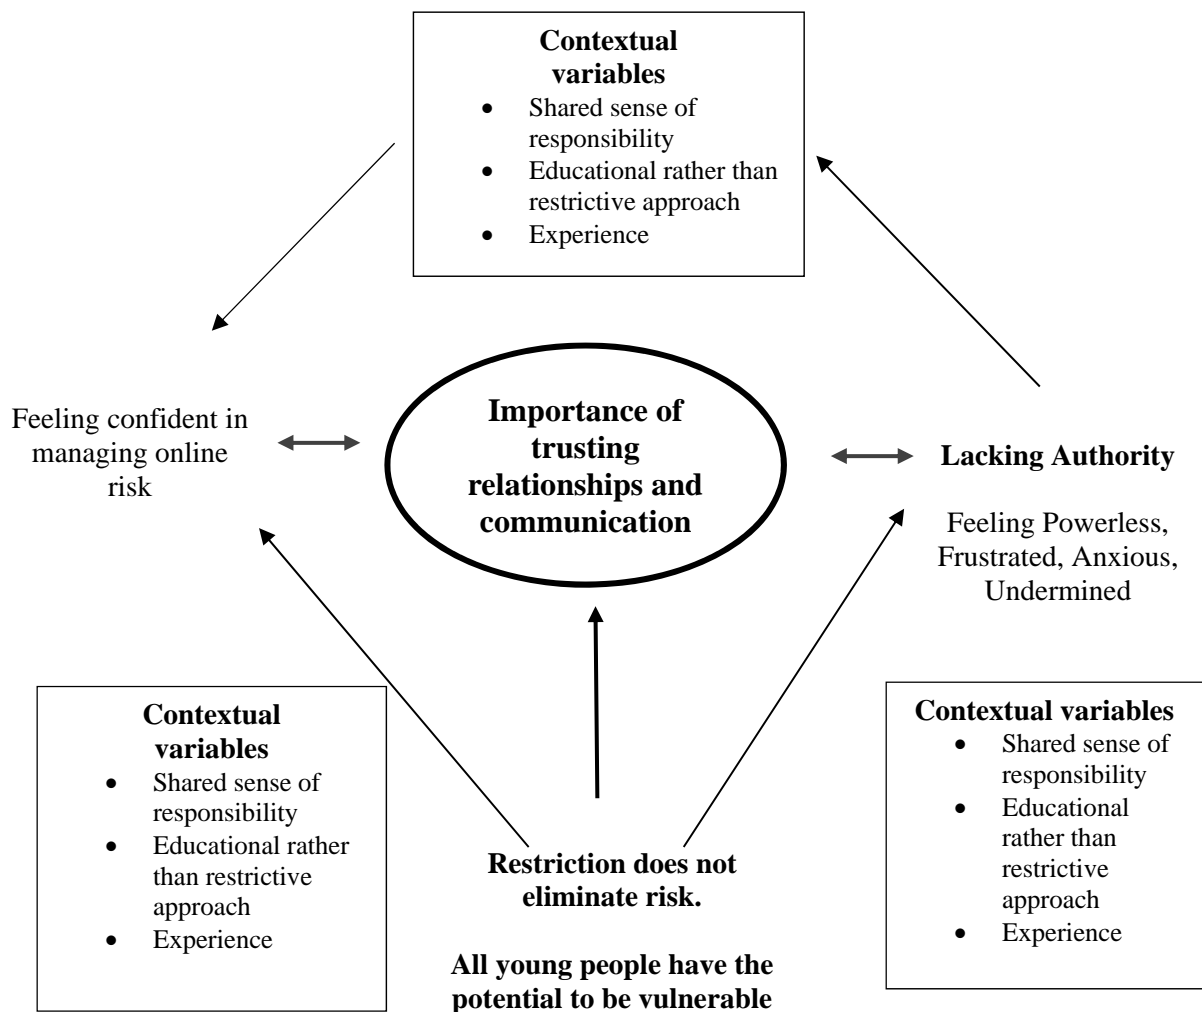 Contextual
variables
• Shared sense of
responsibility
• Educational rather than
restrictive approach
• Experience
Feeling confident in
managing online
risk
Importance of
trusting
relationships and
communication
Lacking Authority
Feeling Powerless,
Frustrated, Anxious,
Undermined
Contextual
variables
• Shared sense of
responsibility
• Educational rather
than restrictive
approach
• Experience
Restriction does not
eliminate risk.
All young people have the
potential to be vulnerable
Contextual variables
• Shared sense of
responsibility
• Educational
rather than
restrictive
approach
• Experience